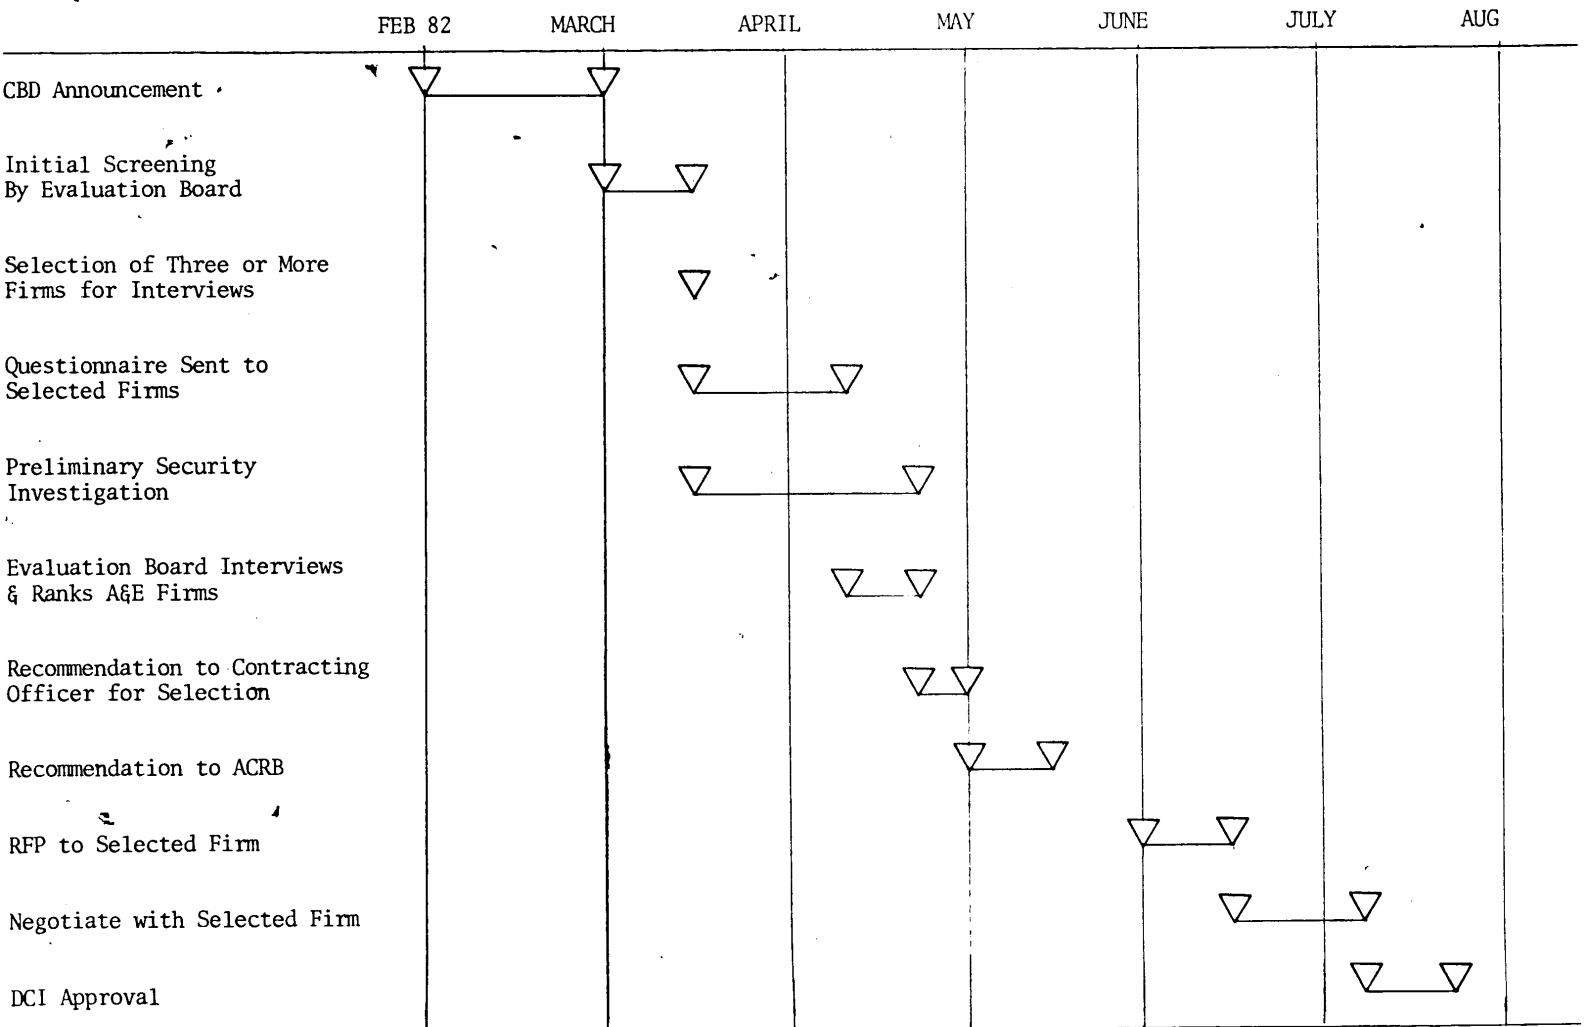 FEB 82 MARCH APRIL MAY JUNE JULY AUG
CBD Announcement
Initial Screening
By Evaluation Board
Selection of Three or More
Firms for Interviews
Questionnaire Sent to
Selected Firms
Preliminary Security
Investigation
Evaluation Board Interviews
& Ranks A&E Firms
Recommendation to Contracting
Officer for Selection
Recommendation to ACRB
RFP to Selected Firm
Negotiate with Selected Firm
DCI Approval